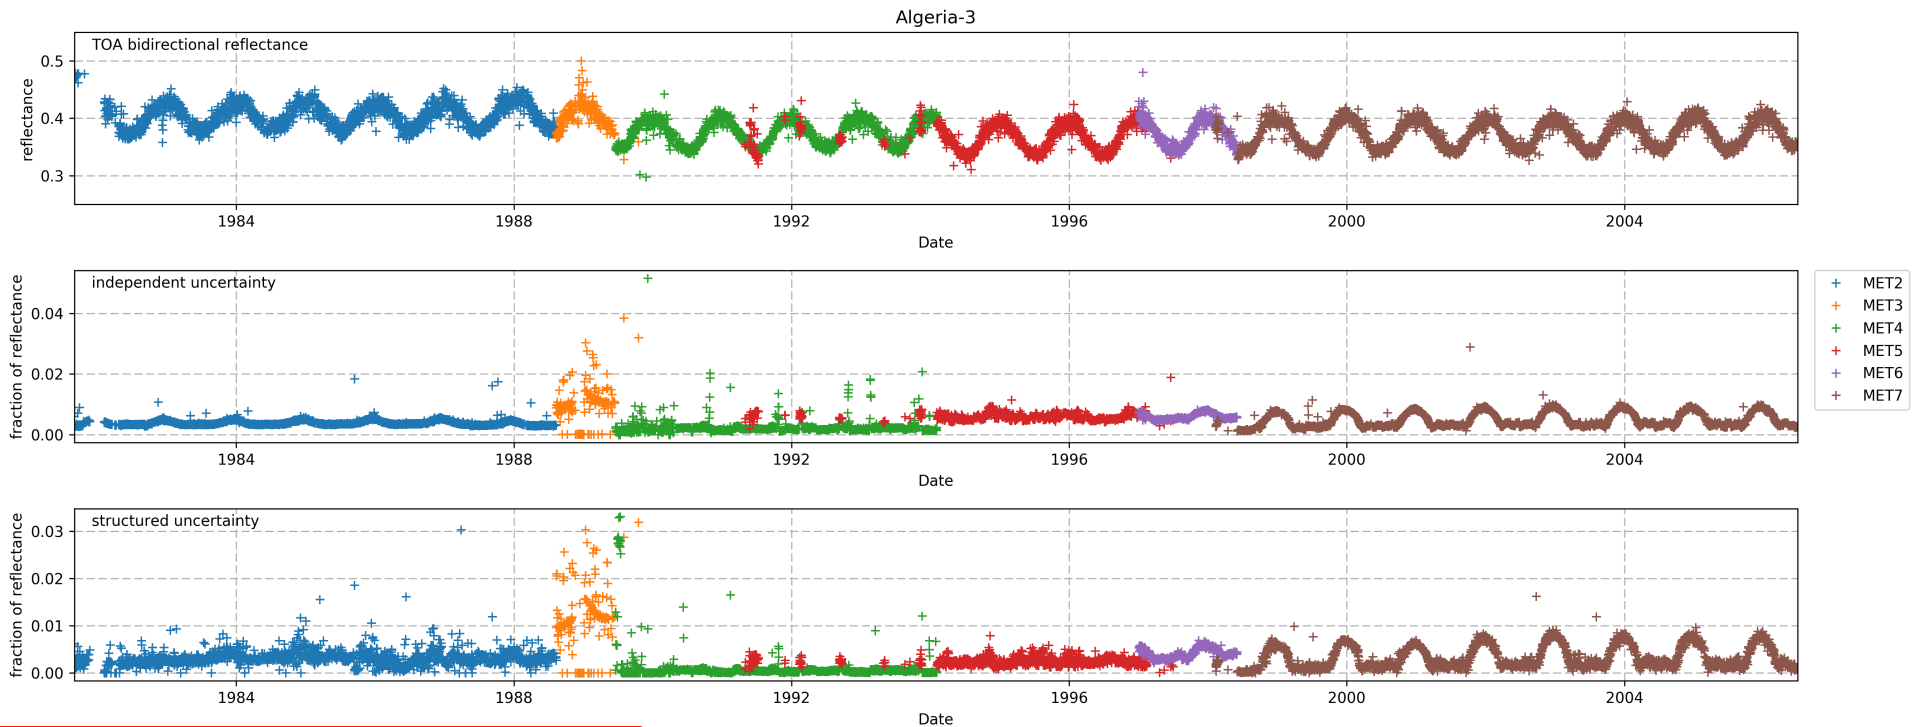 Algeria-3
TOA bidirectional reflectance
reflectance
0.5
0.4
0.3
1984 1988 1992 1996 2000 2004
Date
independent uncertainty
fraction of reflectance
0.04
0.02
0.00
1984 1988 1992 1996 2000 2004
Date
MET2
MET3
MET4
MET5
MET6
MET7
structured uncertainty
fraction of reflectance
0.03
0.02
0.01
0.00
1984 1988 1992 1996 2000 2004
Date